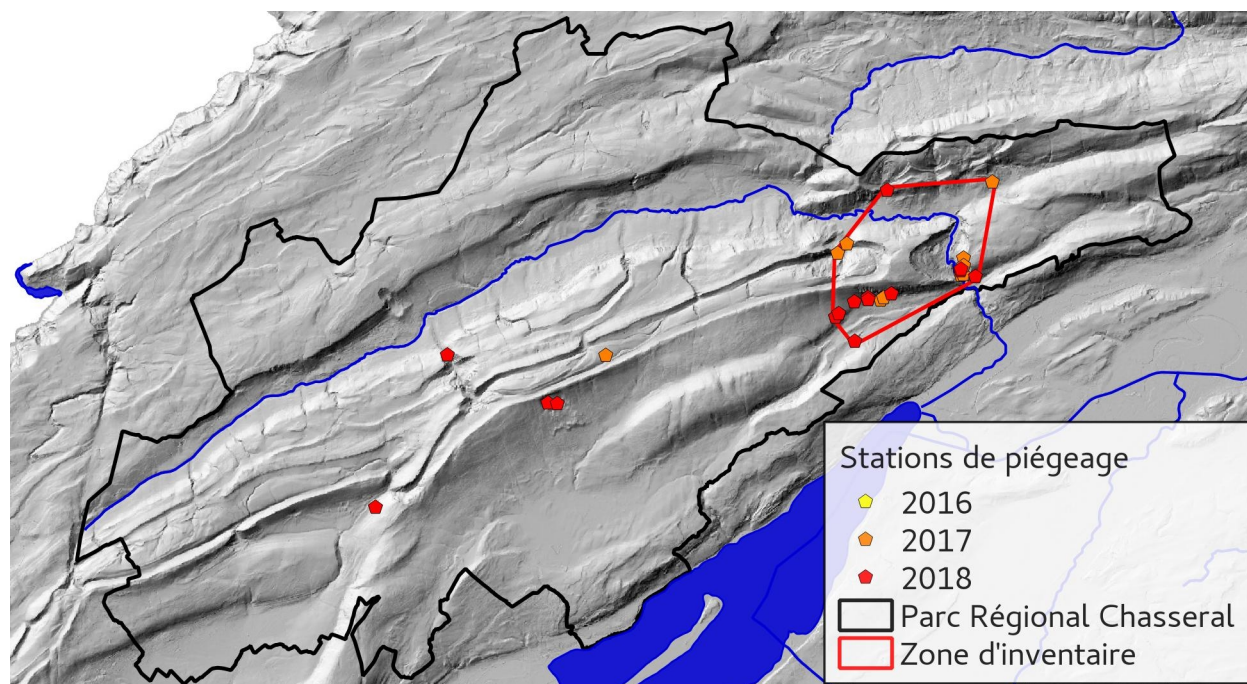 Stations de piégeage
2016
2017
2018
Parc Régional Chasseral
Zone d'inventaire